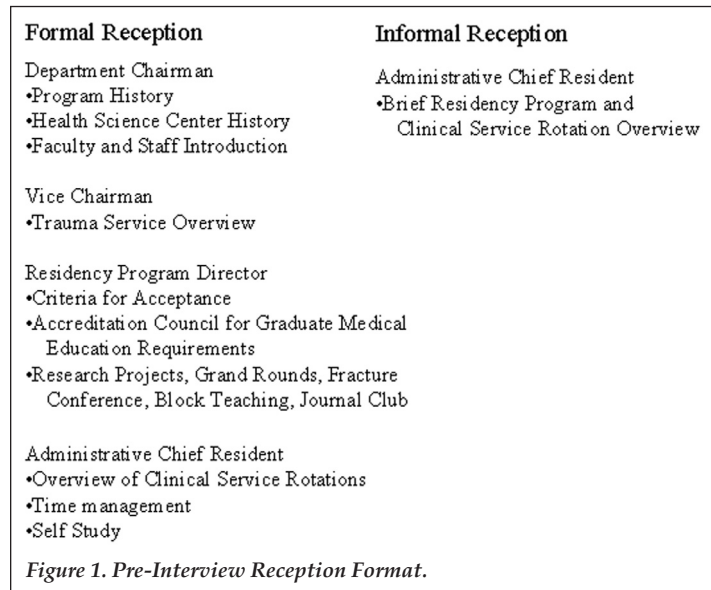 Formal Reception
Department Chairman
•Program History
•Health Science Center History
•Faculty and Staff Introduction
Vice Chairman
•Trauma Service Overview
Residency Program Director
•Criteria for Acceptance
•Accreditation Council for Graduate Medical
Education Requirements
•Research Projects, Grand Rounds, Fracture
Conference, Block Teaching, Journal Club
Administrative Chief Resident
•Overview of Clinical Service Rotations
•Time management
•Self Study
Informal Reception
Administrative Chief Resident
•Brief Residency Program and
Clinical Service Rotation Overview
Figure 1. Pre-Interview Reception Format.